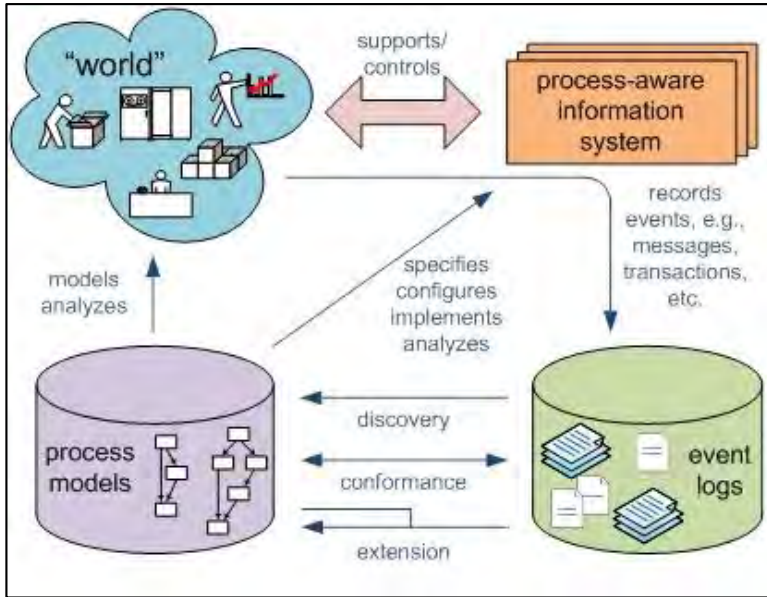 "world"
supports/
controls
process-aware
information
system
records
events, e.g.,
messages,
transactions,
etc.
models
analyzes
specifies
configures
implements
analyzes
process
models
discovery
conformance
extension
event
logs